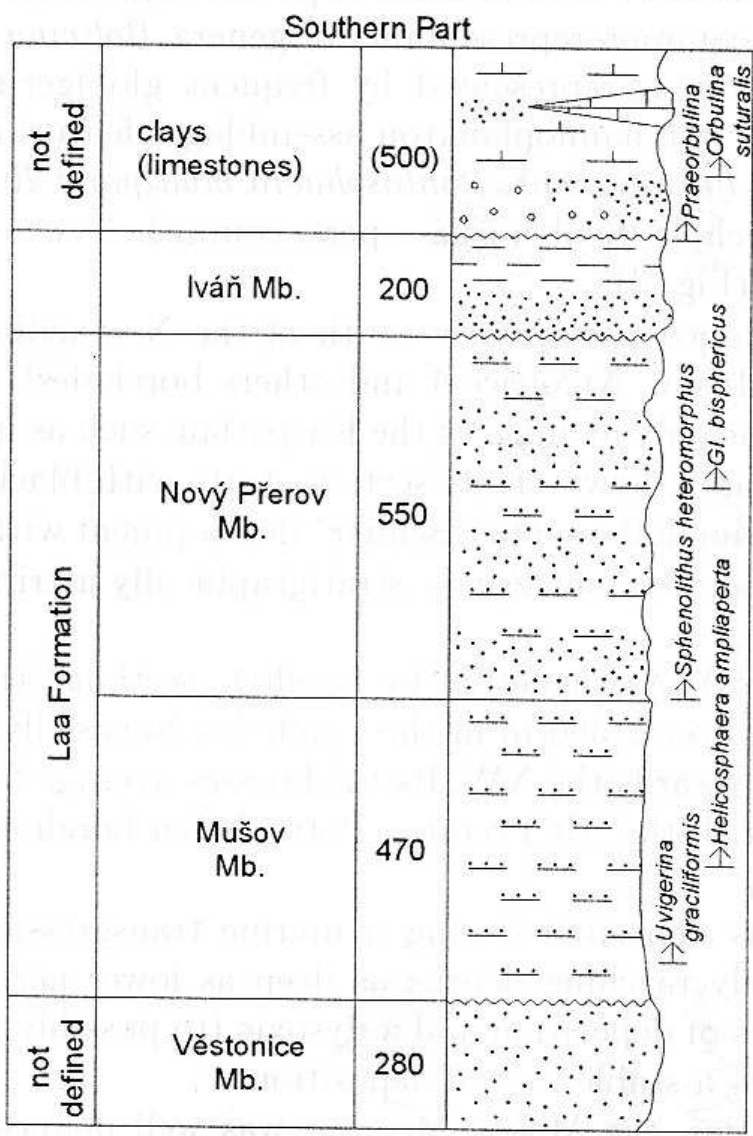 Southern Part
not
defined
clays
(limestones)
(500)
Praeorbulina
Orbulina
suturalis
Laa Formation
Iváň Mb.
200
Nový Přerov
Mb.
550
Sphenolithus heteromorphus
Gl. bisphericus
Mušov
Mb.
470
Uvigerina
graciliformis
Helicosphaera ampliaperta
not
defined
Věstonice
Mb.
280